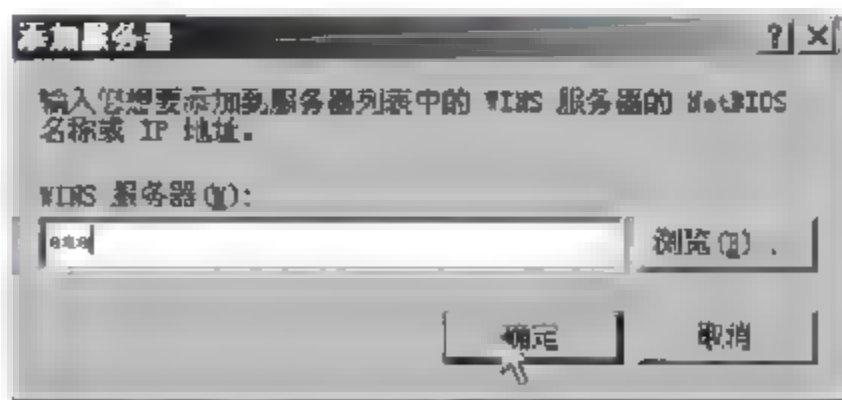 添加服务器
输入您想要添加到服务器列表中的 WINS 服务器的 NetBIOS
名称或 IP 地址。
WINS 服务器(W):
浏览(B)
确定
取消